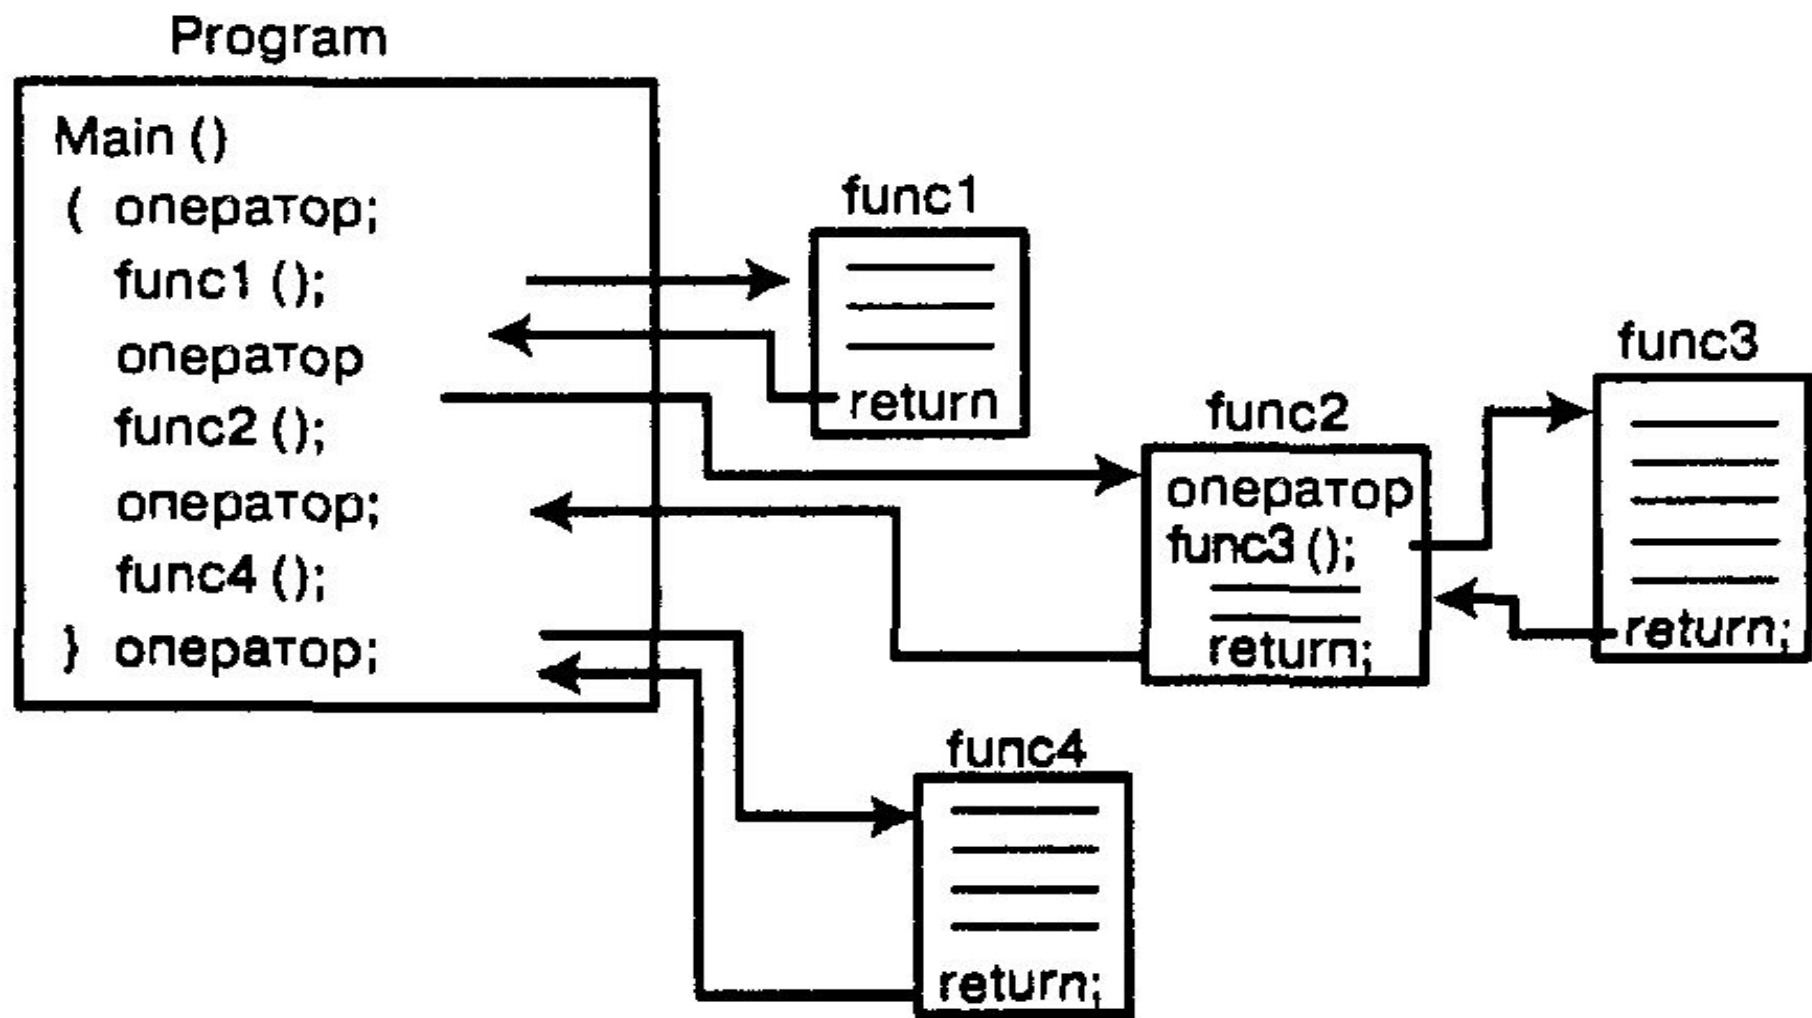 Program
Main ()
( оператор;
func1 ();
оператор
func2 ();
оператор;
func4 ();
} оператор;
func1
return
func2
оператор
func3 ();
return;
func3
return;
func4
return;